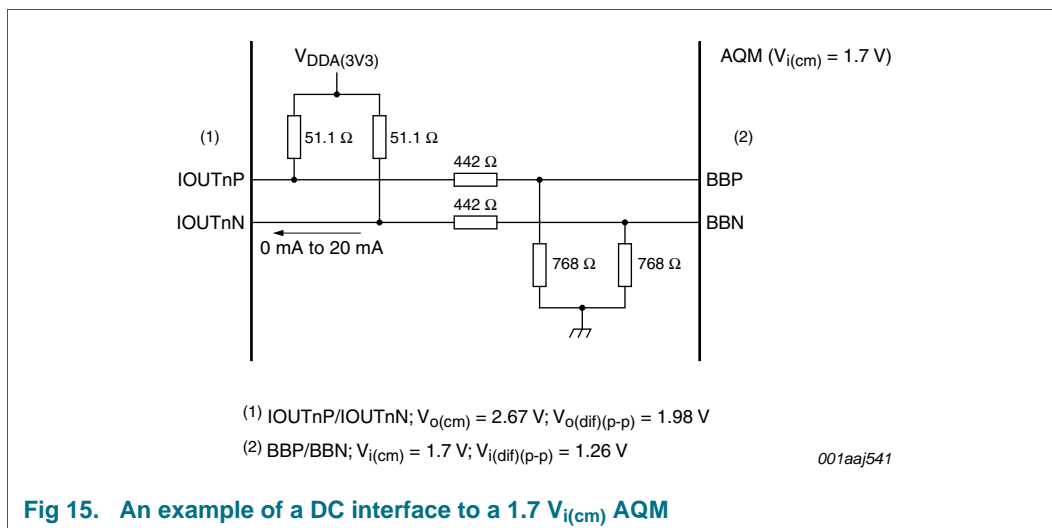 V_DDA(3V3)
AQM (V_i(cm) = 1.7 V)
(1)
51.1 Ω
51.1 Ω
(2)
442 Ω
IOUTnP
BBP
442 Ω
IOUTnN
BBN
0 mA to 20 mA
768 Ω
768 Ω
(1) IOUTnP/IOUTnN; V_o(cm) = 2.67 V; V_o(dif)(p-p) = 1.98 V
(2) BBP/BBN; V_i(cm) = 1.7 V; V_i(dif)(p-p) = 1.26 V
001aaj541
Fig 15. An example of a DC interface to a 1.7 V_i(cm) AQM